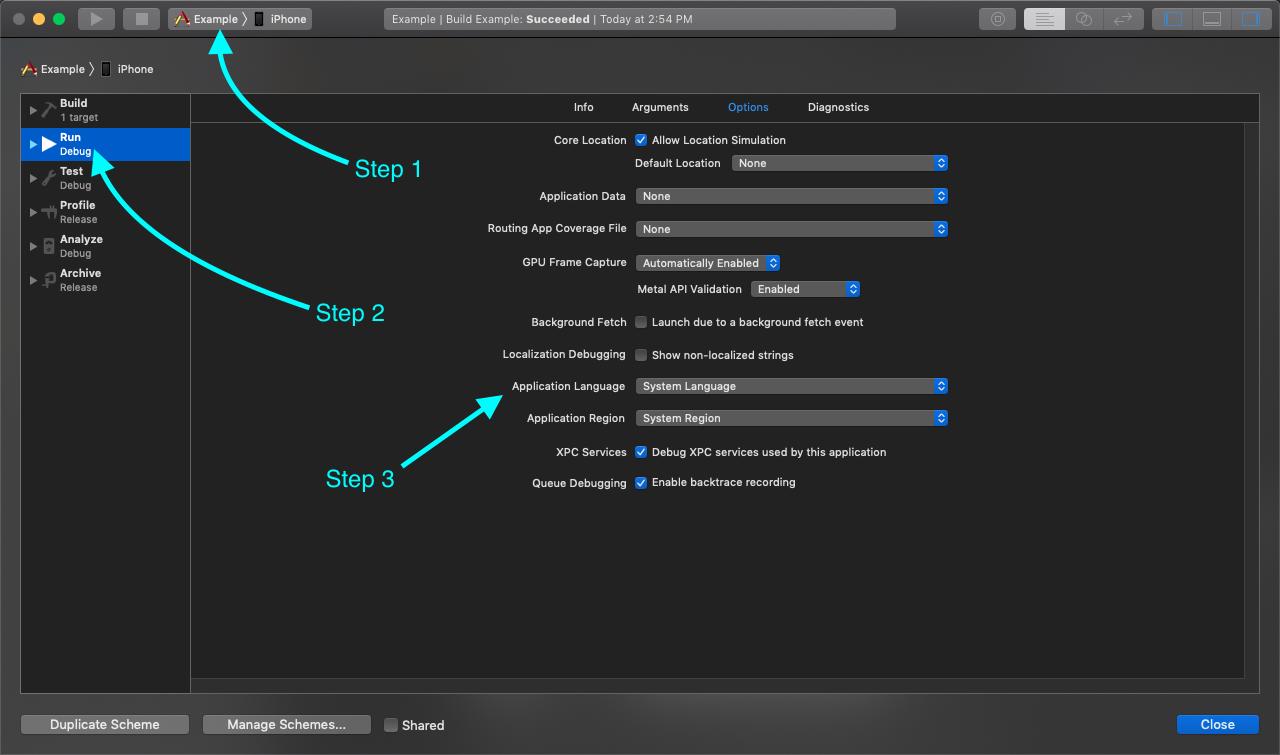 Example 〉 iPhone
Example | Build Example: Succeeded | Today at 2:54 PM
Example 〉 iPhone
Build
1 target
Run
Debug
Test
Debug
Profile
Release
Analyze
Debug
Archive
Release
Info Arguments Options Diagnostics
Core Location Allow Location Simulation
Default Location None
Application Data None
Routing App Coverage File None
GPU Frame Capture Automatically Enabled
Metal API Validation Enabled
Background Fetch Launch due to a background fetch event
Localization Debugging Show non-localized strings
Application Language System Language
Application Region System Region
XPC Services Debug XPC services used by this application
Queue Debugging Enable backtrace recording
Step 1
Step 2
Step 3
Duplicate Scheme Manage Schemes... Shared Close